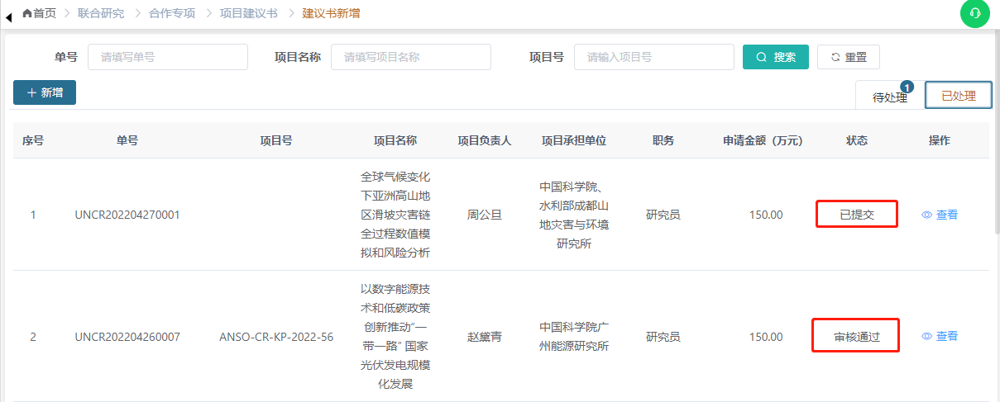 首页 联合研究 合作专项 项目建议书 建议书新增
单号 请填写单号 项目名称 请填写项目名称 项目号 请输入项目号 搜索 重置
新增 待处理 1 已处理
序号 单号 项目号 项目名称 项目负责人 项目承担单位 职务 申请金额（万元） 状态 操作
1 UNCR202204270001
全球气候变化
下亚洲高山地
区滑坡灾害链
全过程数值模
拟和风险分析
周公旦
中国科学院、
水利部成都山
地灾害与环境
研究所
研究员 150.00 已提交 查看
2 UNCR202204260007 ANSO-CR-KP-2022-56
以数字能源技
术和低碳政策
创新推动“一
带一路” 国家
光伏发电规模
化发展
赵黛青
中国科学院广
州能源研究所
研究员 150.00 审核通过 查看